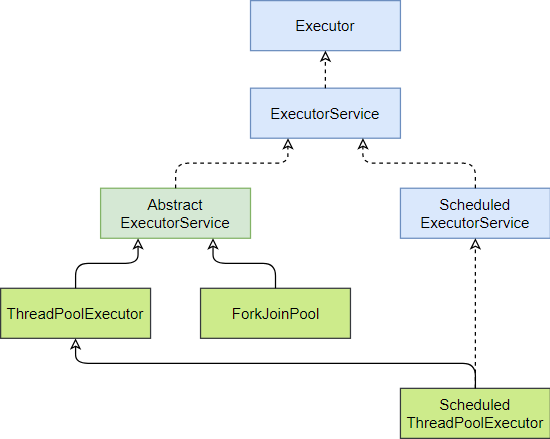 Executor
ExecutorService
Abstract
ExecutorService
Scheduled
ExecutorService
ThreadPoolExecutor
ForkJoinPool
Scheduled
ThreadPoolExecutor